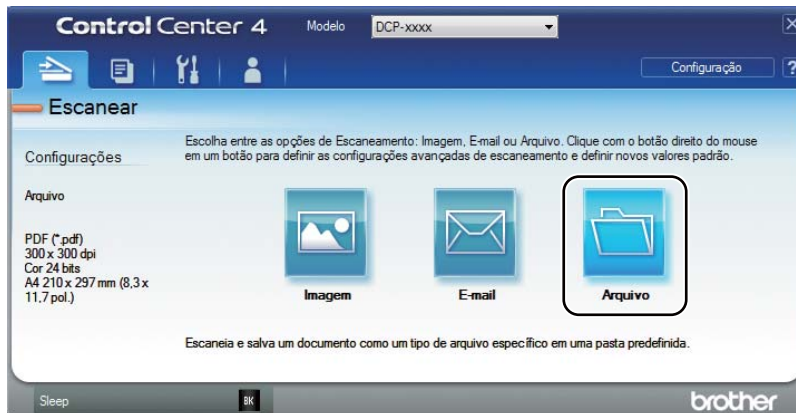 Control Center 4
Modelo
DCP-xxxx
Configuração
?
Escanear
Configurações
Escolha entre as opções de Escaneamento: Imagem, E-mail ou Arquivo. Clique com o botão direito do mouse
em um botão para definir as configurações avançadas de escaneamento e definir novos valores padrão.
Arquivo
PDF (*.pdf)
300 x 300 dpi
Cor 24 bits
A4 210 x 297 mm (8,3 x
11,7 pol.)
Imagem
E-mail
Arquivo
Escaneia e salva um documento como um tipo de arquivo específico em uma pasta predefinida.
Sleep
BK
brother